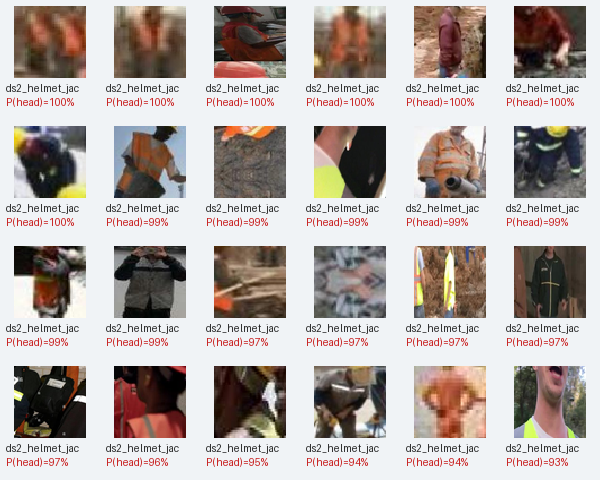 ds2_helmet_jac ds2_helmet_jac ds2_helmet_jac ds2_helmet_jac ds2_helmet_jac ds2_helmet_jac
P(head)=100% P(head)=100% P(head)=100% P(head)=100% P(head)=100% P(head)=100%
ds2_helmet_jac ds2_helmet_jac ds2_helmet_jac ds2_helmet_jac ds2_helmet_jac ds2_helmet_jac
P(head)=100% P(head)=99% P(head)=99% P(head)=99% P(head)=99% P(head)=99%
ds2_helmet_jac ds2_helmet_jac ds2_helmet_jac ds2_helmet_jac ds2_helmet_jac ds2_helmet_jac
P(head)=99% P(head)=99% P(head)=97% P(head)=97% P(head)=97% P(head)=97%
ds2_helmet_jac ds2_helmet_jac ds2_helmet_jac ds2_helmet_jac ds2_helmet_jac ds2_helmet_jac
P(head)=97% P(head)=96% P(head)=95% P(head)=94% P(head)=94% P(head)=93%